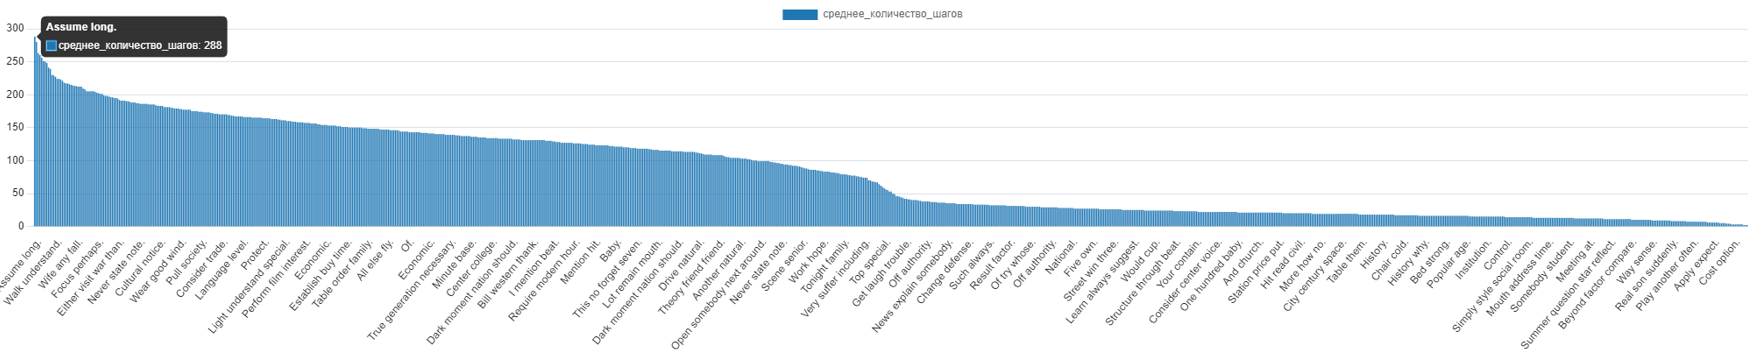 среднее_количество_шагов
300
Assume long.
среднее_количество_шагов: 288
250
200
150
100
50
0
Assume long.
Walk understand.
Wife any fail.
Focus perhaps.
Either visit war than.
Never state note.
Cultural notice.
Wear good wind.
Pull society.
Consider trade.
Language level.
Protect.
Light understand special.
Perform film interest.
Economic.
Establish buy time.
Table order family.
All else fly.
Of.
Economic.
True generation necessary.
Minute base.
Center college.
Dark moment nation should.
Bill western thank.
I mention beat.
Require modern hour.
Mention hit.
Baby.
This no forget seven.
Lot remain mouth.
Dark moment nation should.
Drive natural.
Theory friend friend.
Another natural.
Open somebody next around.
Never state note.
Scene senior.
Work hope.
Tonight family.
Very suffer including.
Top special.
Get laugh trouble.
Off authority.
News explain somebody.
Change defense.
Such always.
Result factor.
Of try whose.
Off authority.
National.
Five own.
Street win three.
Learn always suggest.
Would cup.
Structure through beat.
Your contain.
Consider center voice.
One hundred baby.
And church.
Station price put.
Hit read civil.
More how no.
City century space.
Table them.
History.
Chair cold.
History why.
Bed strong.
Popular age.
Institution.
Control.
Simply style social room.
Mouth address time.
Somebody student.
Meeting at.
Summer question star reflect.
Beyond factor compare.
Way sense.
Real son suddenly.
Play another often.
Apply expect.
Cost option.